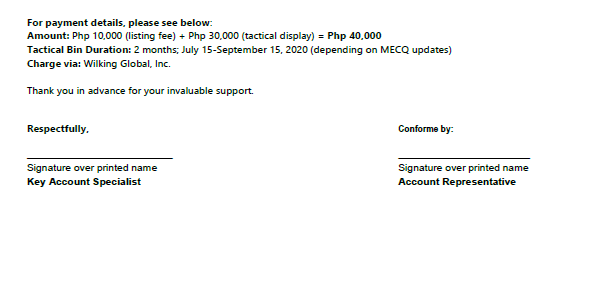 For payment details, please see below:
Amount: Php 10,000 (listing fee) + Php 30,000 (tactical display) = Php 40,000
Tactical Bin Duration: 2 months; July 15-September 15, 2020 (depending on MECQ updates)
Charge via: Wilking Global, Inc.
Thank you in advance for your invaluable support.
Respectfully,
Conforme by:
Signature over printed name
Signature over printed name
Key Account Specialist
Account Representative